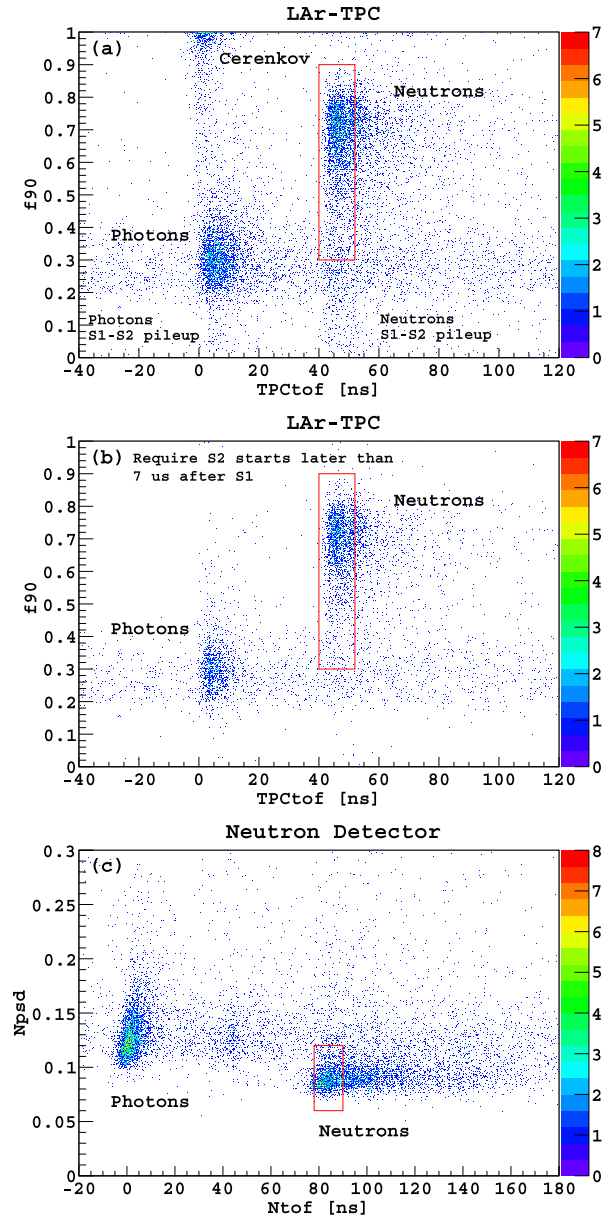 LAr-TPC
(a)
Cerenkov
Neutrons
Photons
Photons
S1-S2 pileup
Neutrons
S1-S2 pileup
f90
1
0.9
0.8
0.7
0.6
0.5
0.4
0.3
0.2
0.1
0
-40 -20 0 20 40 60 80 100 120
TPCtof [ns]
7
6
5
4
3
2
1
0
LAr-TPC
(b) Require S2 starts later than
7 us after S1
Neutrons
Photons
f90
1
0.9
0.8
0.7
0.6
0.5
0.4
0.3
0.2
0.1
0
-40 -20 0 20 40 60 80 100 120
TPCtof [ns]
7
6
5
4
3
2
1
0
Neutron Detector
(c)
Photons
Neutrons
Npsd
0.3
0.25
0.2
0.15
0.1
0.05
0
-20 0 20 40 60 80 100 120 140 160 180
Ntof [ns]
8
7
6
5
4
3
2
1
0